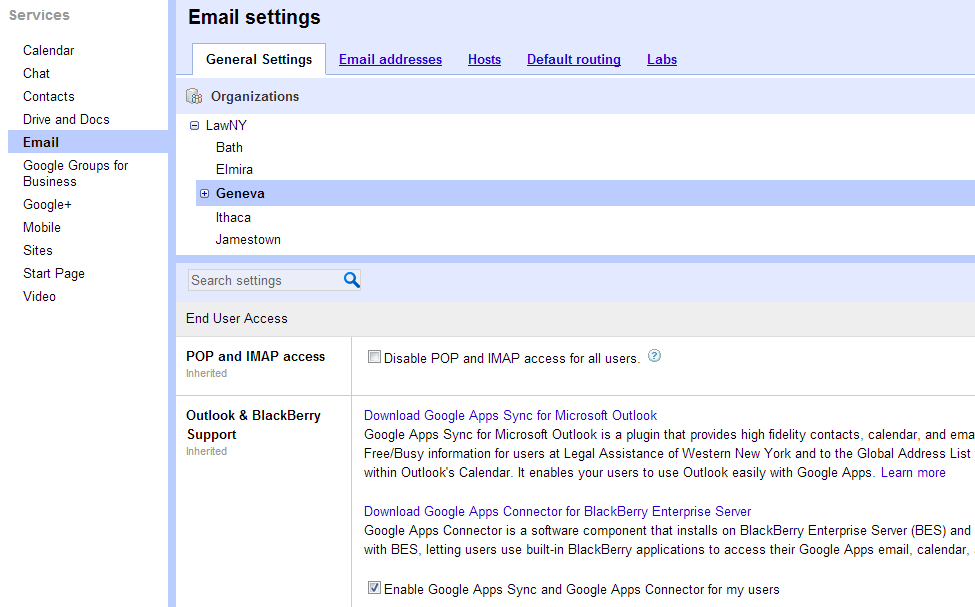 Services
Calendar
Chat
Contacts
Drive and Docs
Email
Google Groups for
Business
Google+
Mobile
Sites
Start Page
Video
Email settings
General Settings Email addresses Hosts Default routing Labs
Organizations
LawNY
Bath
Elmira
Geneva
Ithaca
Jamestown
Search settings
End User Access
POP and IMAP access
Inherited
Disable POP and IMAP access for all users. ?
Outlook & BlackBerry
Support
Inherited
Download Google Apps Sync for Microsoft Outlook
Google Apps Sync for Microsoft Outlook is a plugin that provides high fidelity contacts, calendar, and ema
Free/Busy information for users at Legal Assistance of Western New York and to the Global Address List
within Outlook's Calendar. It enables your users to use Outlook easily with Google Apps. Learn more
Download Google Apps Connector for BlackBerry Enterprise Server
Google Apps Connector is a software component that installs on BlackBerry Enterprise Server (BES) and
with BES, letting users use built-in BlackBerry applications to access their Google Apps email, calendar,
Enable Google Apps Sync and Google Apps Connector for my users